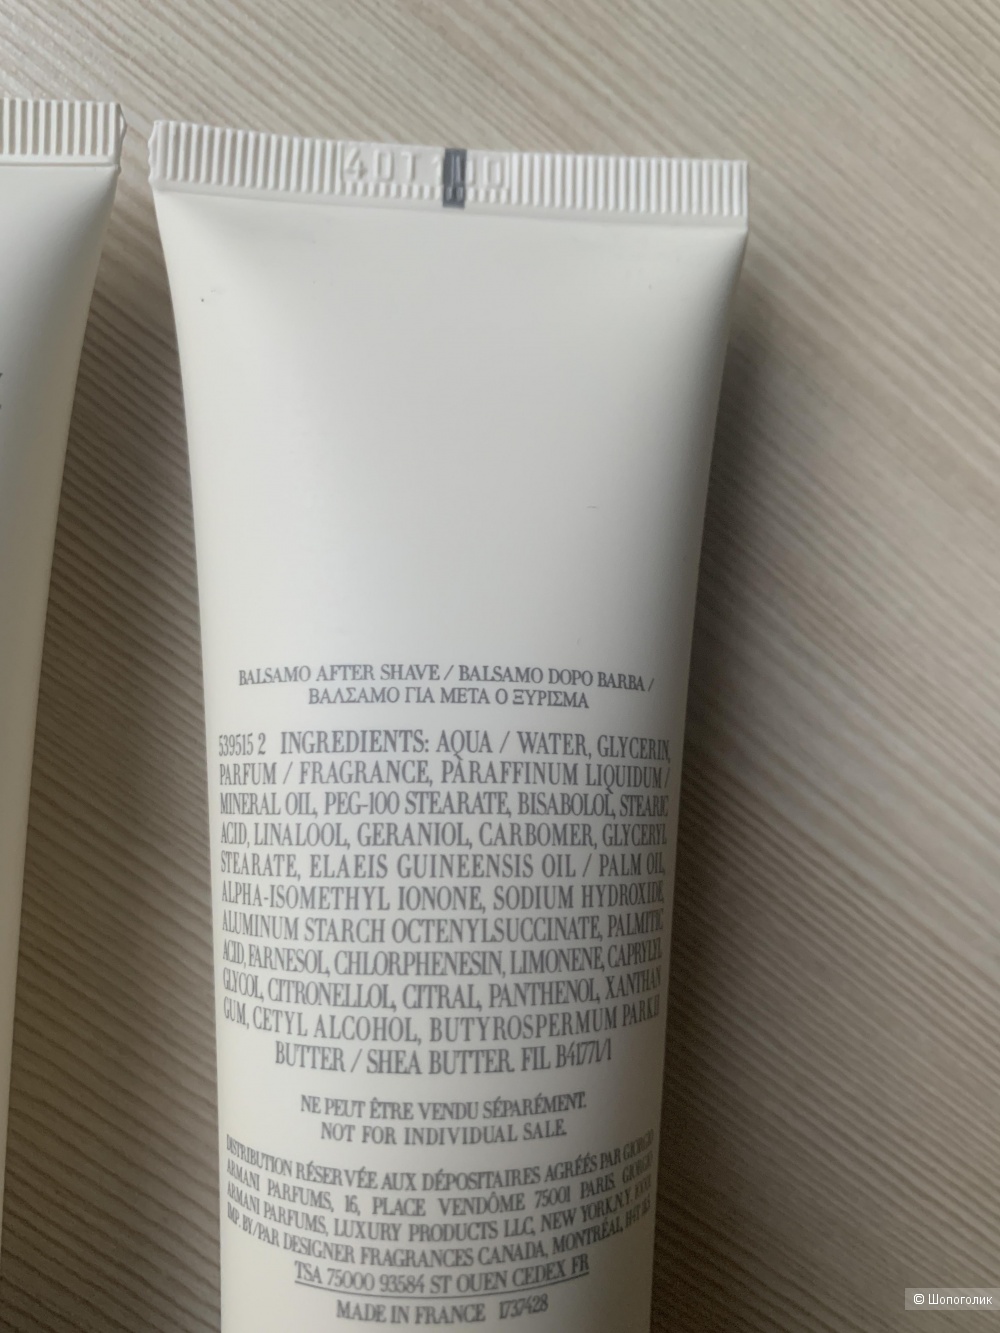 BALSAMO AFTER SHAVE / BALSAMO DOPO BARBA /
ΒΑΛΣΑΜΟ ΓΙΑ ΜΕΤΑ Ο ΞΥΡΙΣΜΑ
539515 2 INGREDIENTS: AQUA / WATER, GLYCERIN,
PARFUM / FRAGRANCE, PARAFFINUM LIQUIDUM /
MINERAL OIL, PEG-100 STEARATE, BISABOLOL, STEARIC
ACID, LINALOOL, GERANIOL, CARBOMER, GLYCERYL
STEARATE, ELAEIS GUINEENSIS OIL / PALM OIL,
ALPHA-ISOMETHYL IONONE, SODIUM HYDROXIDE,
ALUMINUM STARCH OCTENYLSUCCINATE, PALMITIC
ACID, FARNESOL, CHLORPHENESIN, LIMONENE, CAPRYLYL
GLYCOL, CITRONELLOL, CITRAL, PANTHENOL, XANTHAN
GUM, CETYL ALCOHOL, BUTYROSPERMUM PARKII
BUTTER / SHEA BUTTER. FIL B41771/1
NE PEUT ÊTRE VENDU SÉPARÉMENT.
NOT FOR INDIVIDUAL SALE.
DISTRIBUTION RÉSERVÉE AUX DÉPOSITAIRES AGRÉÉS PAR GIORGIO
ARMANI PARFUMS, 16, PLACE VENDÔME 75001 PARIS. GIORGIO
ARMANI PARFUMS, LUXURY PRODUCTS LLC, NEW YORK, N.Y.
IMP. BY/PAR DESIGNER FRAGRANCES CANADA, MONTRÉAL,
TSA 75000 93584 ST OUEN CEDEX FR
MADE IN FRANCE 1737428
© Шопоголик